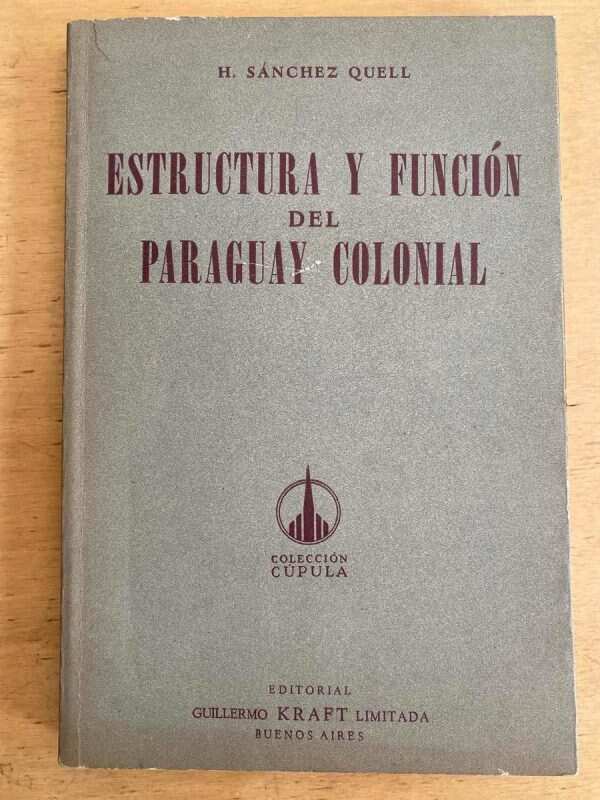 H. SÁNCHEZ QUELL
ESTRUCTURA Y FUNCIÓN
DEL
PARAGUAY COLONIAL
COLECCIÓN
CÚPULA
EDITORIAL
GUILLERMO KRAFT LIMITADA
BUENOS AIRES